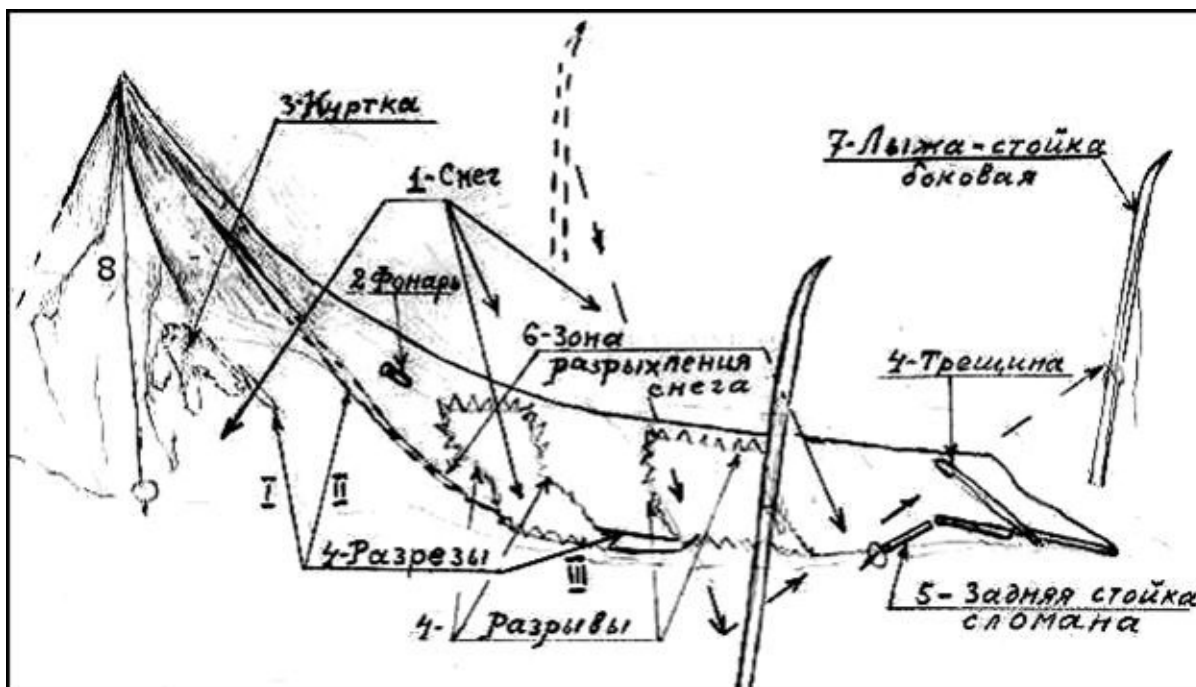 3-Куртка
1-Снег
7-Лыжа-стойка
боковая
8
2 Фонарь
6-Зона
разрыхления
снега
4-Трещина
I
II
4-Разрезы
III
4- Разрывы
5- Задняя стойка
сломана